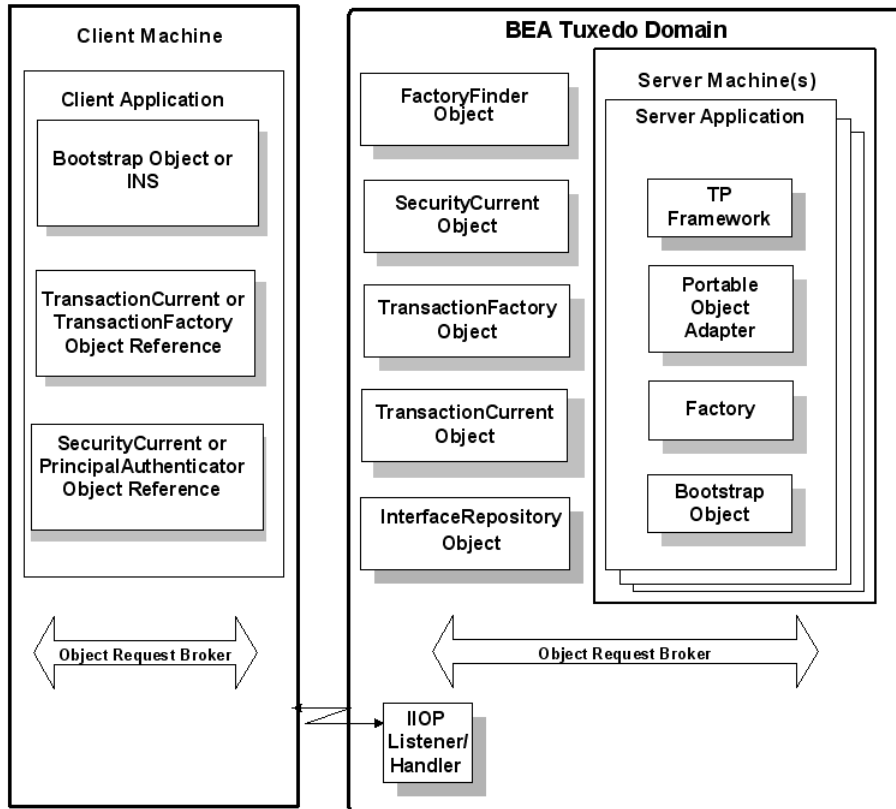 Client Machine
Client Application
Bootstrap Object or
INS
TransactionCurrent or
TransactionFactory
Object Reference
SecurityCurrent or
PrincipalAuthenticator
Object Reference
Object Request Broker
BEA Tuxedo Domain
FactoryFinder
Object
SecurityCurrent
Object
TransactionFactory
Object
TransactionCurrent
Object
InterfaceRepository
Object
Server Machine(s)
Server Application
TP
Framework
Portable
Object
Adapter
Factory
Bootstrap
Object
Object Request Broker
IIOP
Listener/
Handler